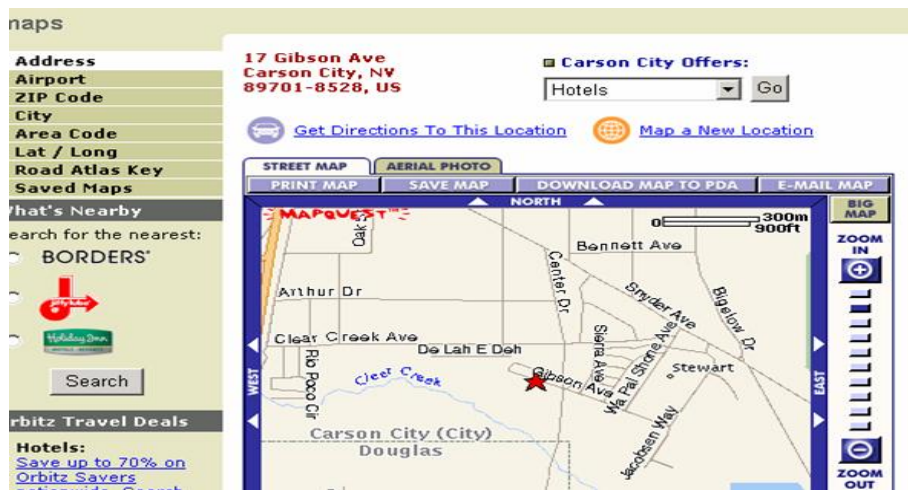 maps
Address
Airport
ZIP Code
City
Area Code
Lat / Long
Road Atlas Key
Saved Maps
What's Nearby
earch for the nearest:
BORDERS
Holiday Inn
Search
rbitz Travel Deals
Hotels:
Save up to 70% on
Orbitz Savers
17 Gibson Ave
Carson City, NV
89701-8528, US
Carson City Offers:
Hotels
Go
Get Directions To This Location
Map a New Location
STREET MAP
AERIAL PHOTO
PRINT MAP
SAVE MAP
DOWNLOAD MAP TO PDA
E-MAIL MAP
NORTH
BIG
MAP
MAPQUEST
0
300m
900ft
ZOOM
IN
Oak S
Bennett Ave
Center Dr
Arthur Dr
Snyder Ave
Bigelow Dr
Clear Creek Ave
De Lah E Deh
Sierra Ave
Wa Pai Shone Ave
Stewart
Rio Poco Cir
Clear Creek
Gibson Ave
WEST
EAST
Jacobsen Way
Carson City (City)
Douglas
ZOOM
OUT